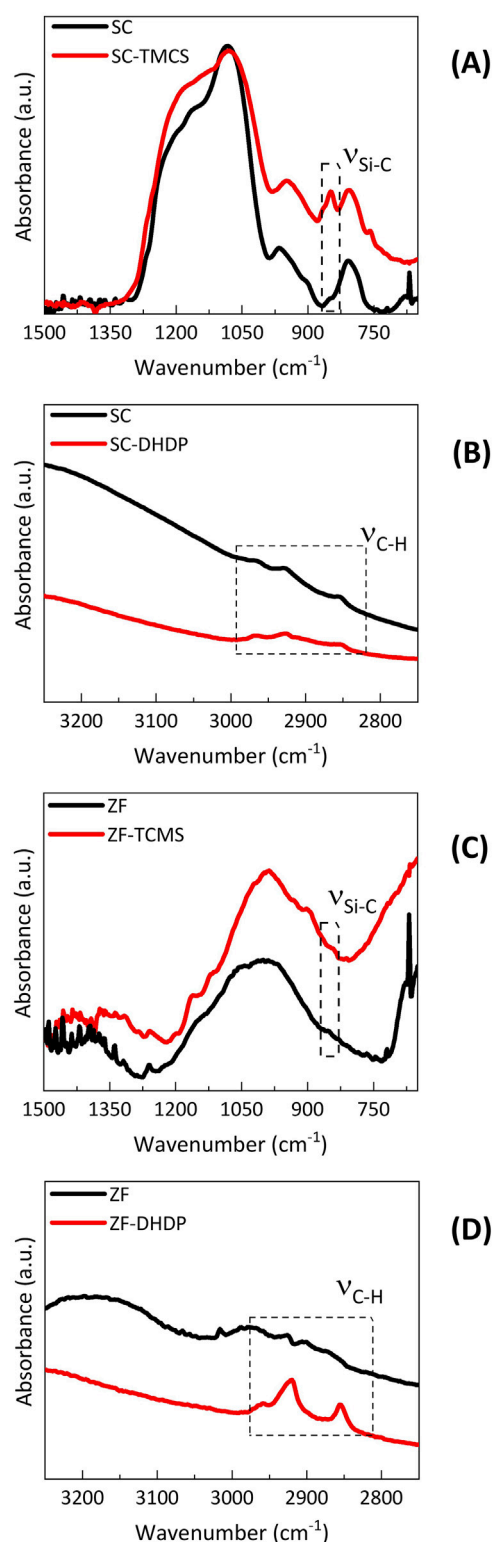 SC
SC-TMCS
(A)
νSi-C
Absorbance (a.u.)
1500 1350 1200 1050 900 750
Wavenumber (cm-1)
SC
SC-DHDP
(B)
νC-H
Absorbance (a.u.)
3200 3100 3000 2900 2800
Wavenumber (cm-1)
ZF
ZF-TCMS
(C)
νSi-C
Absorbance (a.u.)
1500 1350 1200 1050 900 750
Wavenumber (cm-1)
ZF
ZF-DHDP
(D)
νC-H
Absorbance (a.u.)
3200 3100 3000 2900 2800
Wavenumber (cm-1)